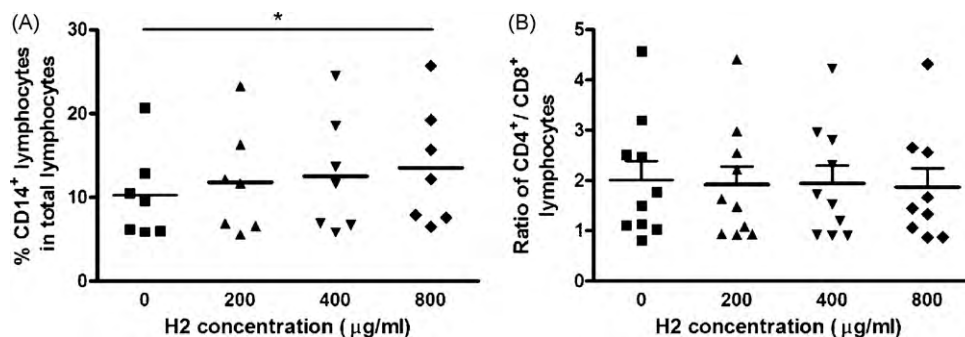 (A)
*
% CD14⁺ lymphocytes
in total lymphocytes
30
20
10
0
0 200 400 800
H2 concentration ( μg/ml)
(B)
Ratio of CD4⁺/ CD8⁺
lymphocytes
5
4
3
2
1
0
0 200 400 800
H2 concentration ( μg/ml)